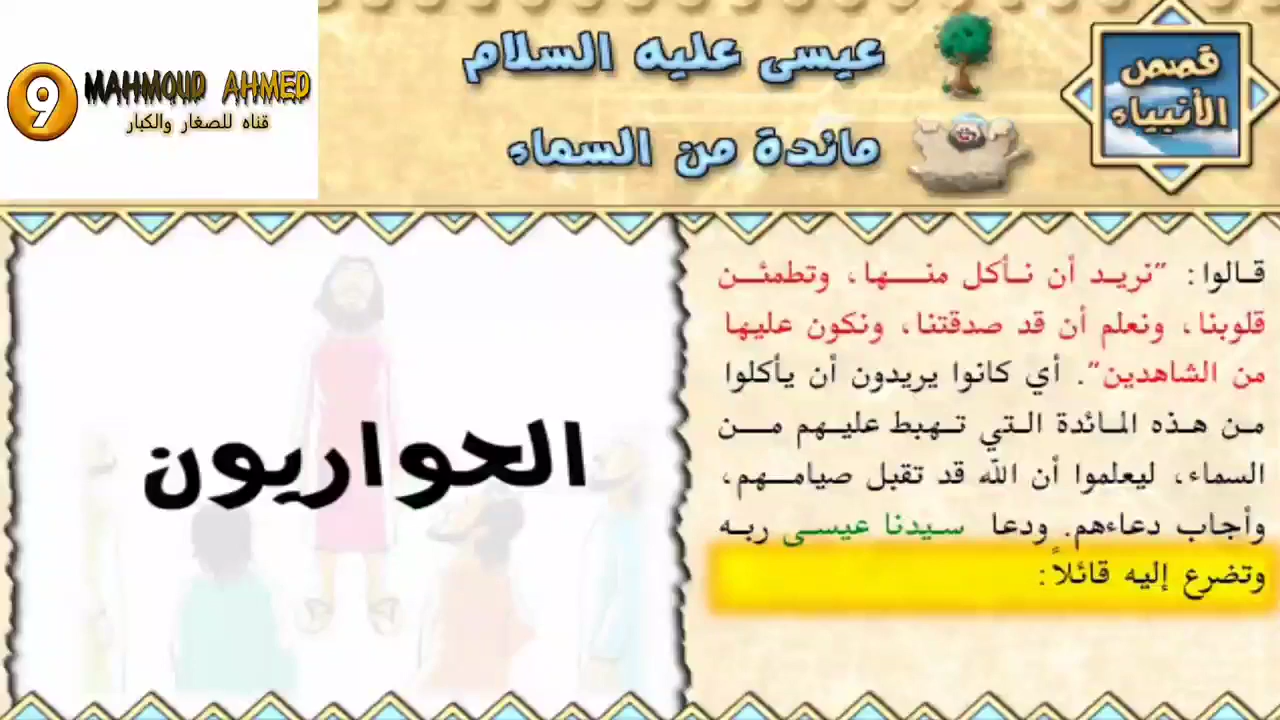 9
MAHMOUD AHMED
قناه للصغار والكبار
عيسى عليه السلام
مائدة من السماء
قصص
الأنبياء
قالوا: "نريد أن نأكل منها، وتطمئن
قلوبنا، ونعلم أن قد صدقتنا، ونكون عليها
من الشاهدين". أي كانوا يريدون أن يأكلوا
من هذه المائدة التي تهبط عليهم من
السماء، ليعلموا أن الله قد تقبل صيامهم،
وأجاب دعاءهم. ودعا سيدنا عيسى ربه
وتضرع إليه قائلاً:
الحواريون